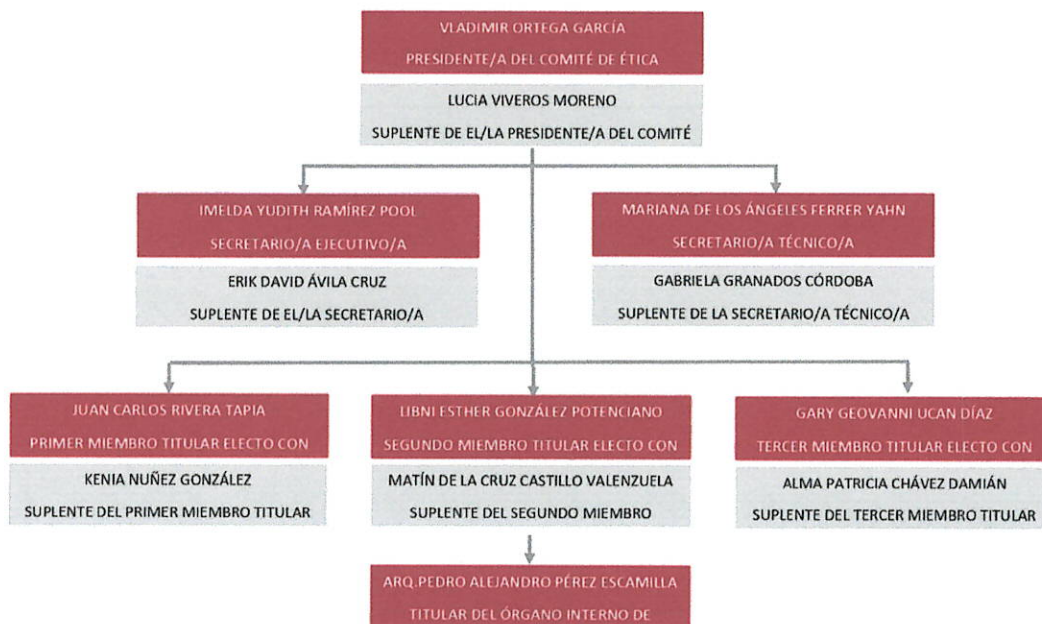 VLADIMIR ORTEGA GARCÍA
PRESIDENTE/A DEL COMITÉ DE ÉTICA
LUCIA VIVEROS MORENO
SUPLENTE DE EL/LA PRESIDENTE/A DEL COMITÉ
IMELDA YUDITH RAMÍREZ POOL
SECRETARIO/A EJECUTIVO/A
ERIK DAVID ÁVILA CRUZ
SUPLENTE DE EL/LA SECRETARIO/A
MARIANA DE LOS ÁNGELES FERRER YAHN
SECRETARIO/A TÉCNICO/A
GABRIELA GRANADOS CÓRDOBA
SUPLENTE DE LA SECRETARIO/A TÉCNICO/A
JUAN CARLOS RIVERA TAPIA
PRIMER MIEMBRO TITULAR ELECTO CON
KENIA NUÑEZ GONZÁLEZ
SUPLENTE DEL PRIMER MIEMBRO TITULAR
LIBNI ESTHER GONZÁLEZ POTENCIANO
SEGUNDO MIEMBRO TITULAR ELECTO CON
MATÍN DE LA CRUZ CASTILLO VALENZUELA
SUPLENTE DEL SEGUNDO MIEMBRO
GARY GEOVANNI UCAN DÍAZ
TERCER MIEMBRO TITULAR ELECTO CON
ALMA PATRICIA CHÁVEZ DAMIÁN
SUPLENTE DEL TERCER MIEMBRO TITULAR
ARQ.PEDRO ALEJANDRO PÉREZ ESCAMILLA
TITULAR DEL ÓRGANO INTERNO DE